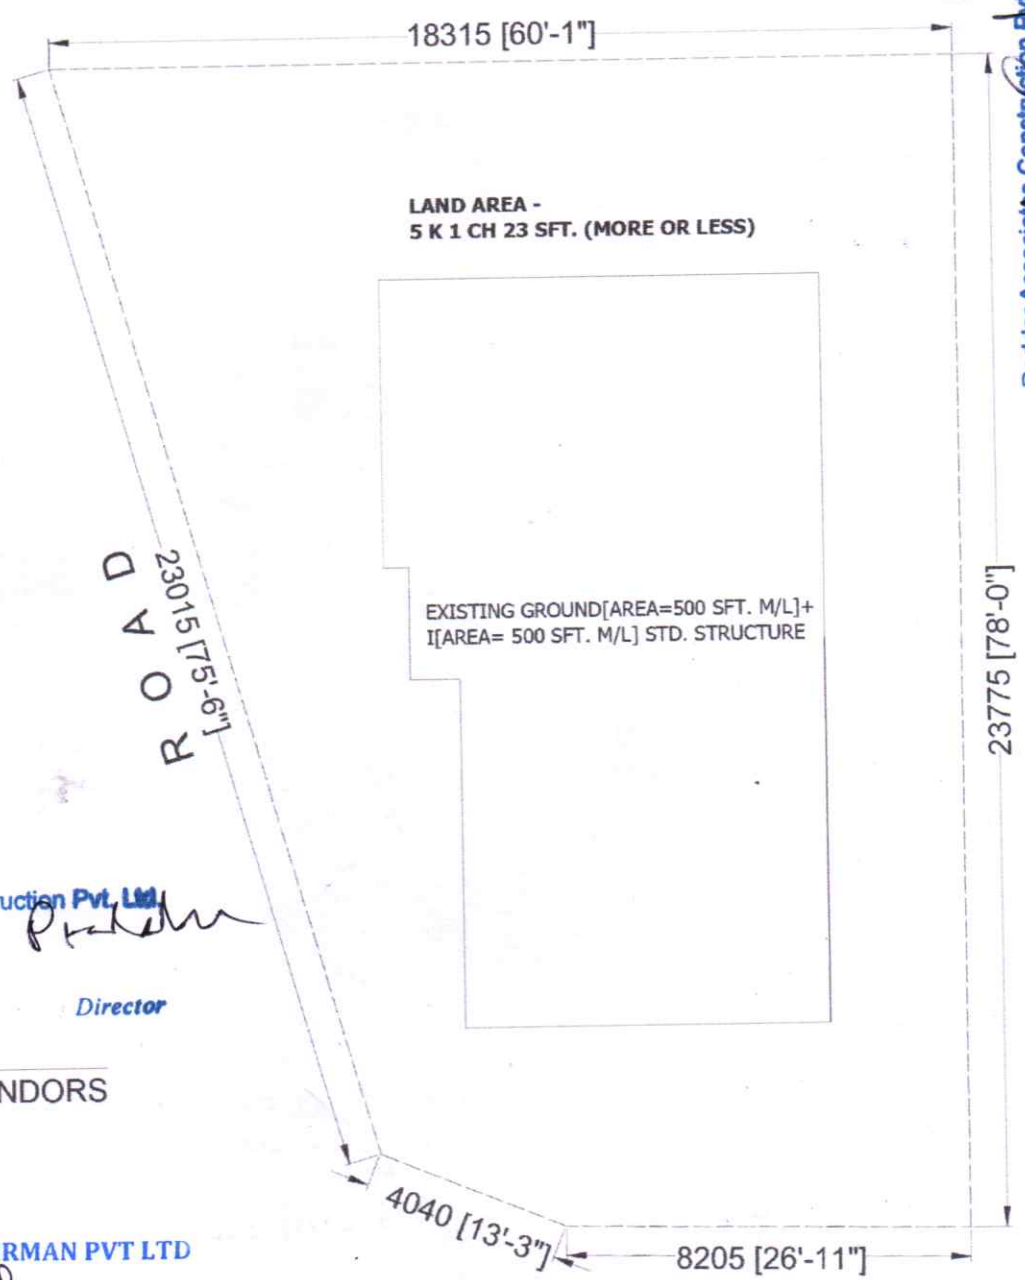 18315 [60'-1"]
LAND AREA -
5 K 1 CH 23 SFT. (MORE OR LESS)
EXISTING GROUND[AREA=500 SFT. M/L]+
I[AREA= 500 SFT. M/L] STD. STRUCTURE
ROAD
23015 [75'-6"]
23775 [78'-0"]
Associates Construction
uction Pvt. Ltd.
Director
NDORS
4040 [13'-3"]
8205 [26'-11"]
RMAN PVT LTD